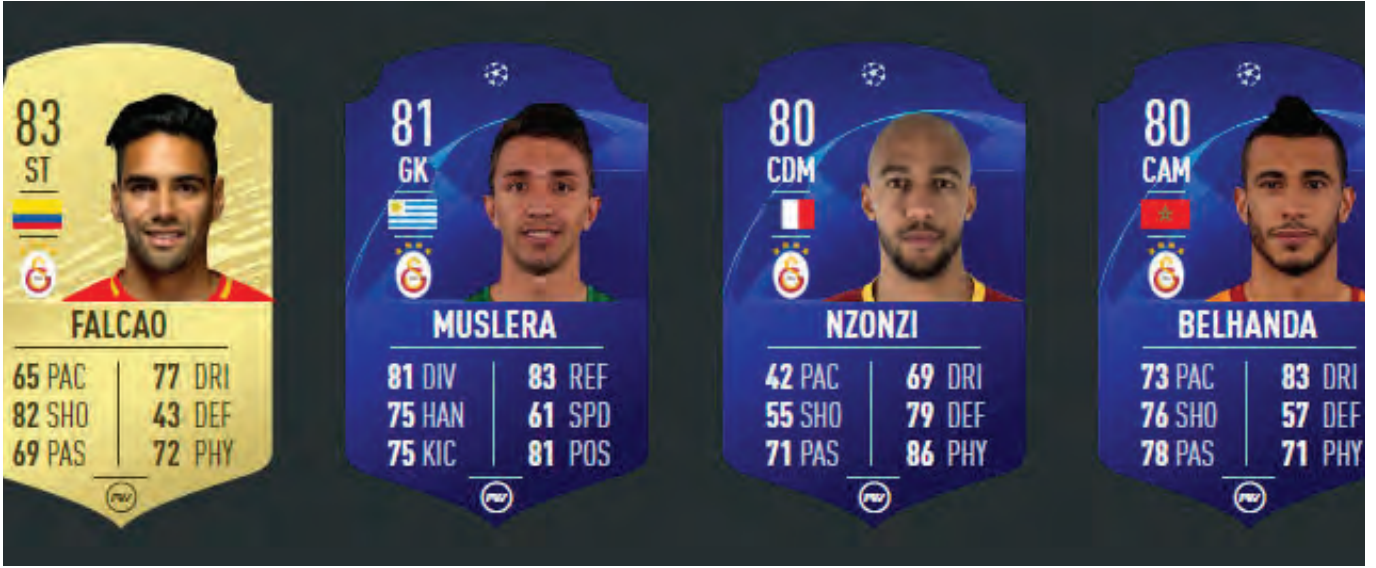 83
ST
FALCAO
65 PAC 77 DRI
82 SHO 43 DEF
69 PAS 72 PHY
81
GK
MUSLERA
81 DIV 83 REF
75 HAN 61 SPD
75 KIC 81 POS
80
CDM
NZONZI
42 PAC 69 DRI
55 SHO 79 DEF
71 PAS 86 PHY
80
CAM
BELHANDA
73 PAC 83 DRI
76 SHO 57 DEF
78 PAS 71 PHY